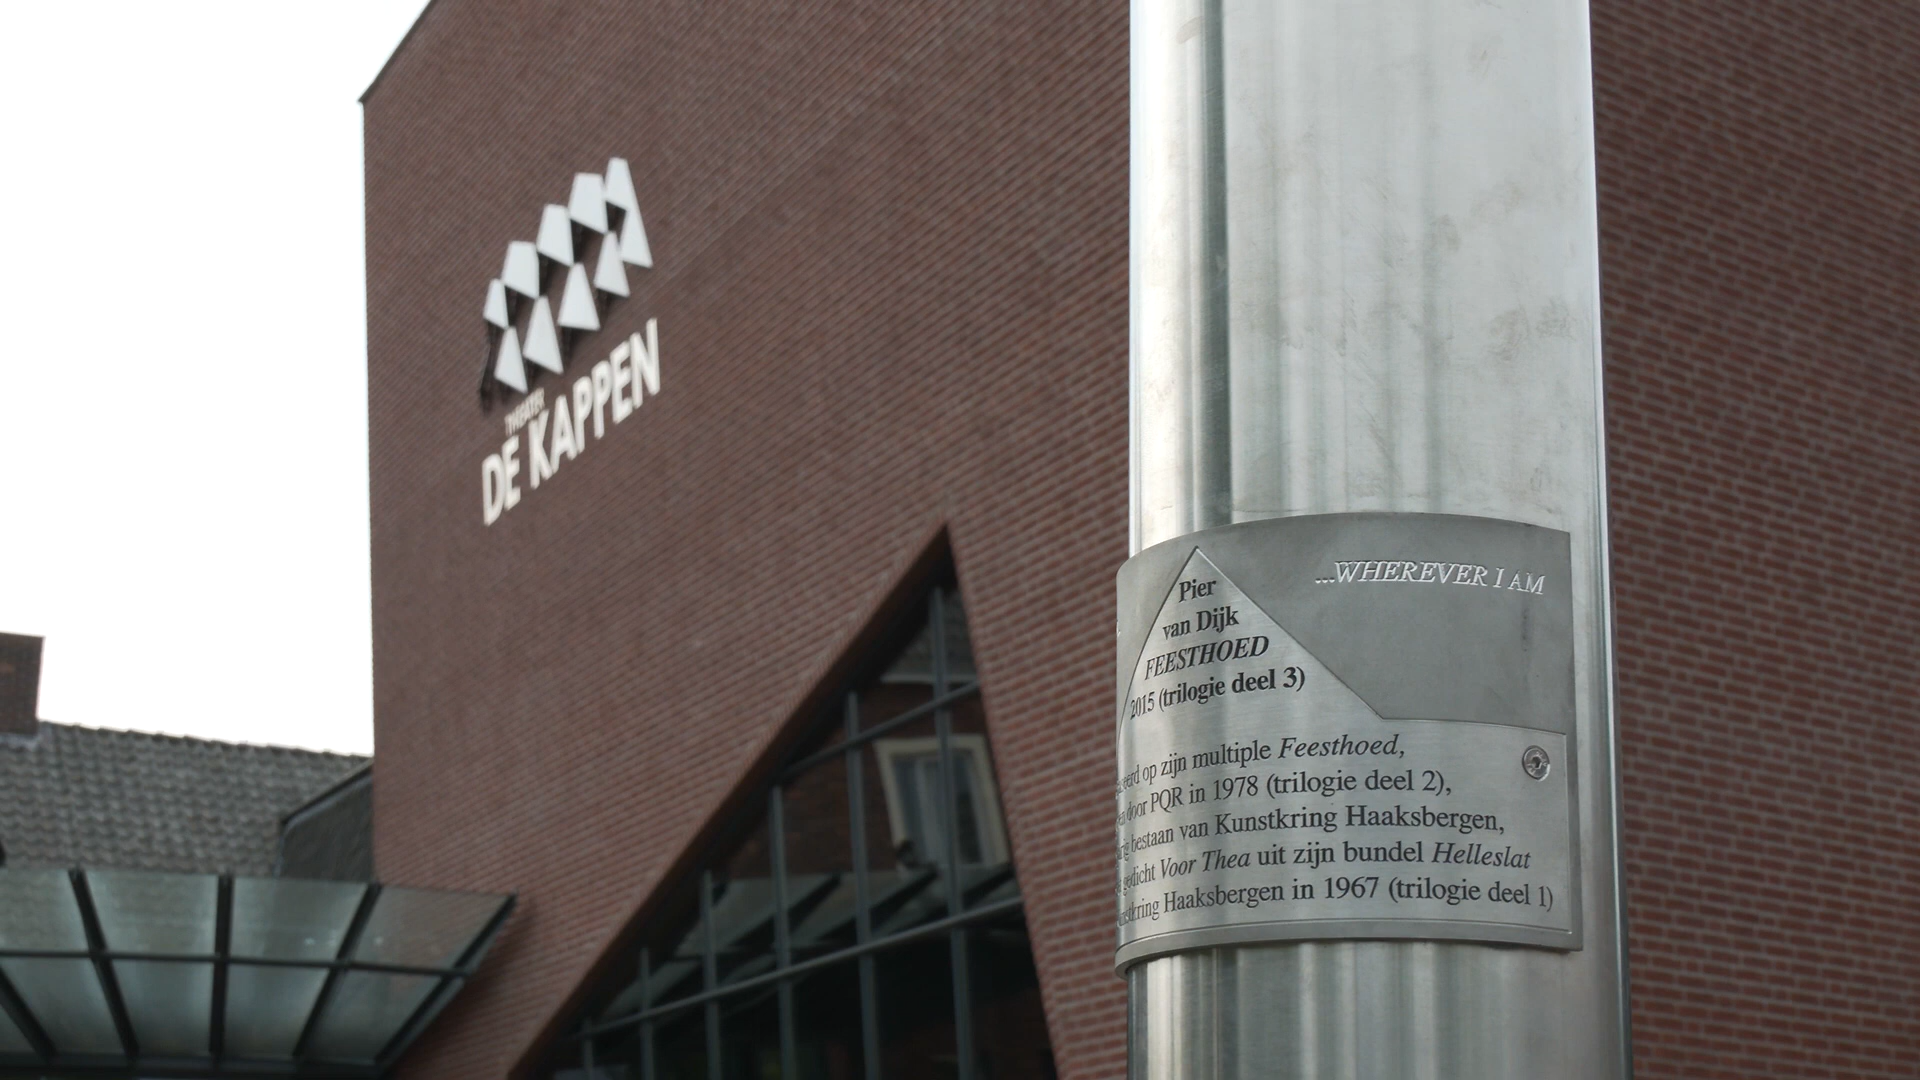 THEATER
DE KAPPEN
...WHEREVER I AM
Pier
van Dijk
FEESTHOED
2015 (trilogie deel 3)
op zijn multiple Feesthoed,
door PQR in 1978 (trilogie deel 2),
bestaan van Kunstkring Haaksbergen,
gedicht Voor Thea uit zijn bundel Helleslat
Haaksbergen in 1967 (trilogie deel 1)